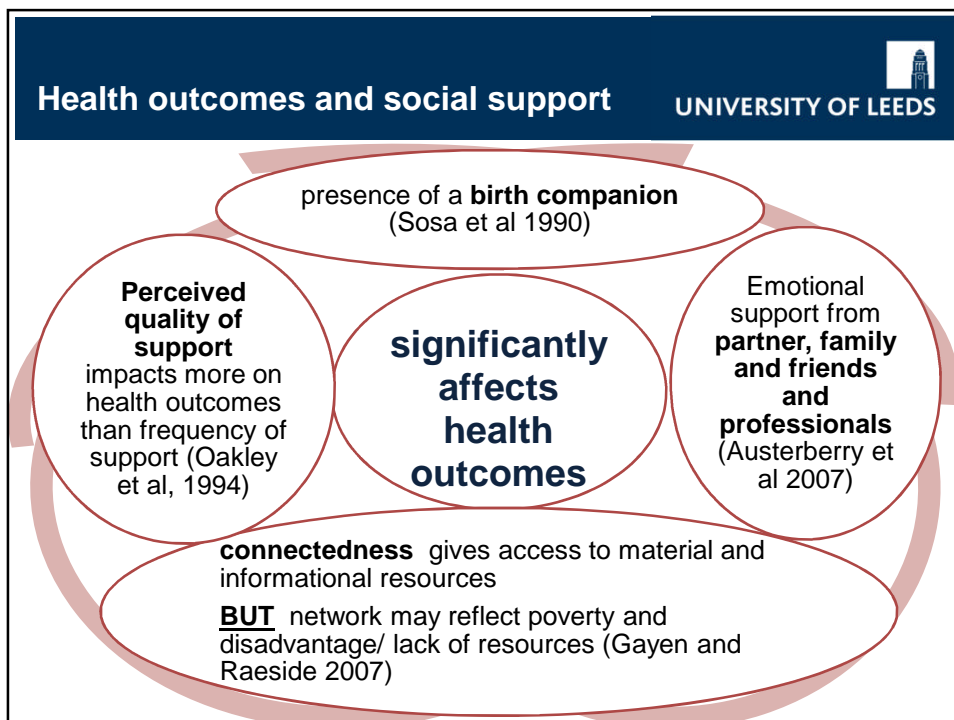 Health outcomes and social support
UNIVERSITY OF LEEDS
presence of a birth companion
(Sosa et al 1990)
Perceived
quality of
support
impacts more on
health outcomes
than frequency of
support (Oakley
et al, 1994)
significantly
affects
health
outcomes
Emotional
support from
partner, family
and friends
and
professionals
(Austerberry et
al 2007)
connectedness gives access to material and
informational resources
BUT network may reflect poverty and
disadvantage/ lack of resources (Gayen and
Raeside 2007)